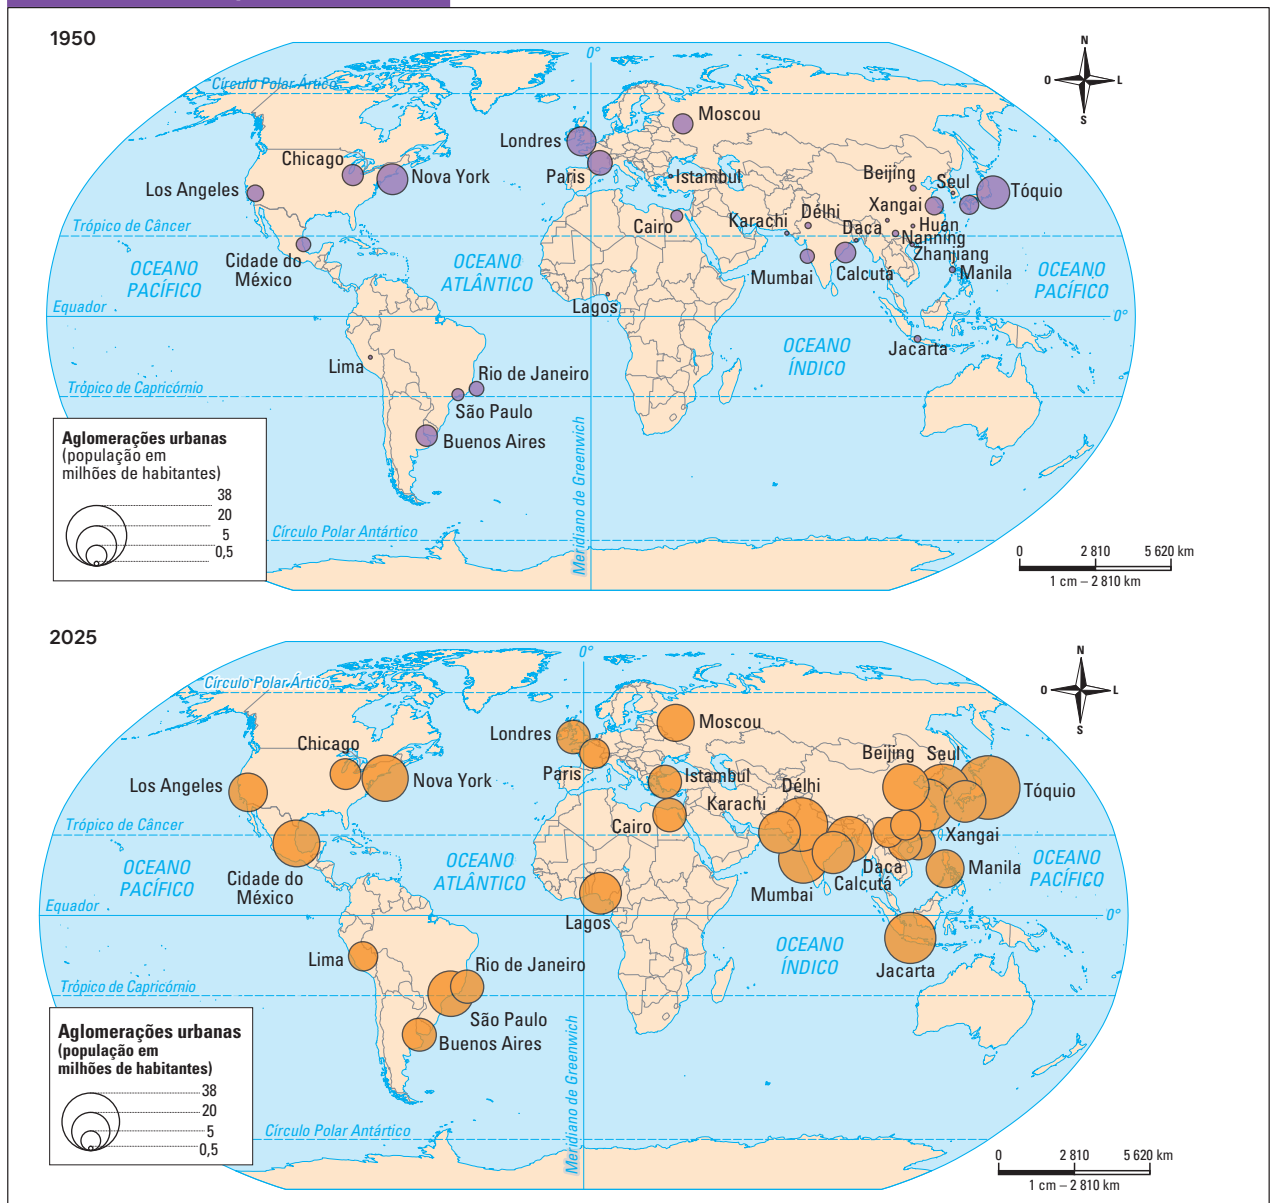 1950
N
O
L
S
0°
Círculo Polar Ártico
Moscou
Londres
Chicago
Nova York
Paris
Istambul
Beijing
Seul
Tóquio
Los Angeles
Xangai
Cairo
Karachi
Délhi
Daca
Huan
Nanning
Zhanjiang
Trópico de Câncer
Cidade do
México
OCEANO
PACÍFICO
OCEANO
ATLÂNTICO
Mumbai
Calcutá
Manila
OCEANO
PACÍFICO
Equador
Lagos
0°
Jacarta
OCEANO
ÍNDICO
Lima
Rio de Janeiro
Trópico de Capricórnio
São Paulo
Buenos Aires
Meridiano de Greenwich
Aglomerações urbanas
(população em
milhões de habitantes)
38
20
5
0,5
Círculo Polar Antártico
0 2 810 5 620 km
1 cm – 2 810 km
2025
N
O
L
S
0°
Círculo Polar Ártico
Londres
Moscou
Chicago
Nova York
Paris
Istambul
Beijing
Seul
Los Angeles
Délhi
Karachi
Tóquio
Cairo
Trópico de Câncer
Xangai
Cidade do
México
OCEANO
PACÍFICO
OCEANO
ATLÂNTICO
Daca
Calcutá
Mumbai
Manila
OCEANO
PACÍFICO
Equador
Lagos
0°
OCEANO
ÍNDICO
Jacarta
Lima
Rio de Janeiro
Trópico de Capricórnio
São Paulo
Buenos Aires
Meridiano de Greenwich
Aglomerações urbanas
(população em
milhões de habitantes)
38
20
5
0,5
Círculo Polar Antártico
0 2 810 5 620 km
1 cm – 2 810 km